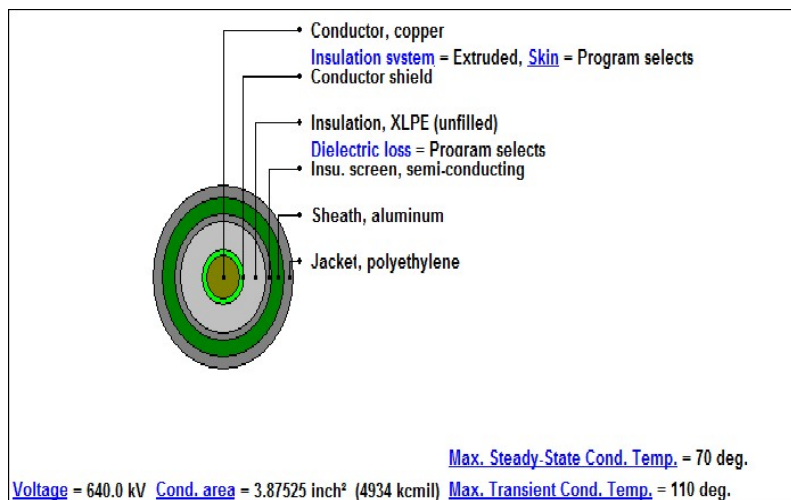 Conductor, copper
Insulation system = Extruded, Skin = Program selects
Conductor shield
Insulation, XLPE (unfilled)
Dielectric loss = Program selects
Insu. screen, semi-conducting
Sheath, aluminum
Jacket, polyethylene
Max. Steady-State Cond. Temp. = 70 deg.
Voltage = 640.0 kV Cond. area = 3.87525 inch² (4934 kcmil) Max. Transient Cond. Temp. = 110 deg.